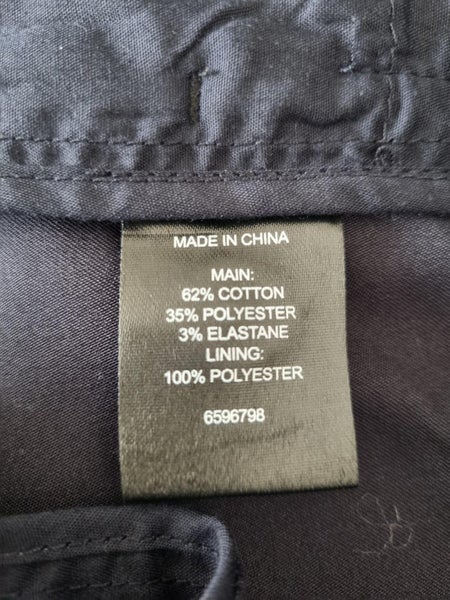 MADE IN CHINA
MAIN:
62% COTTON
35% POLYESTER
3% ELASTANE
LINING:
100% POLYESTER
6596798